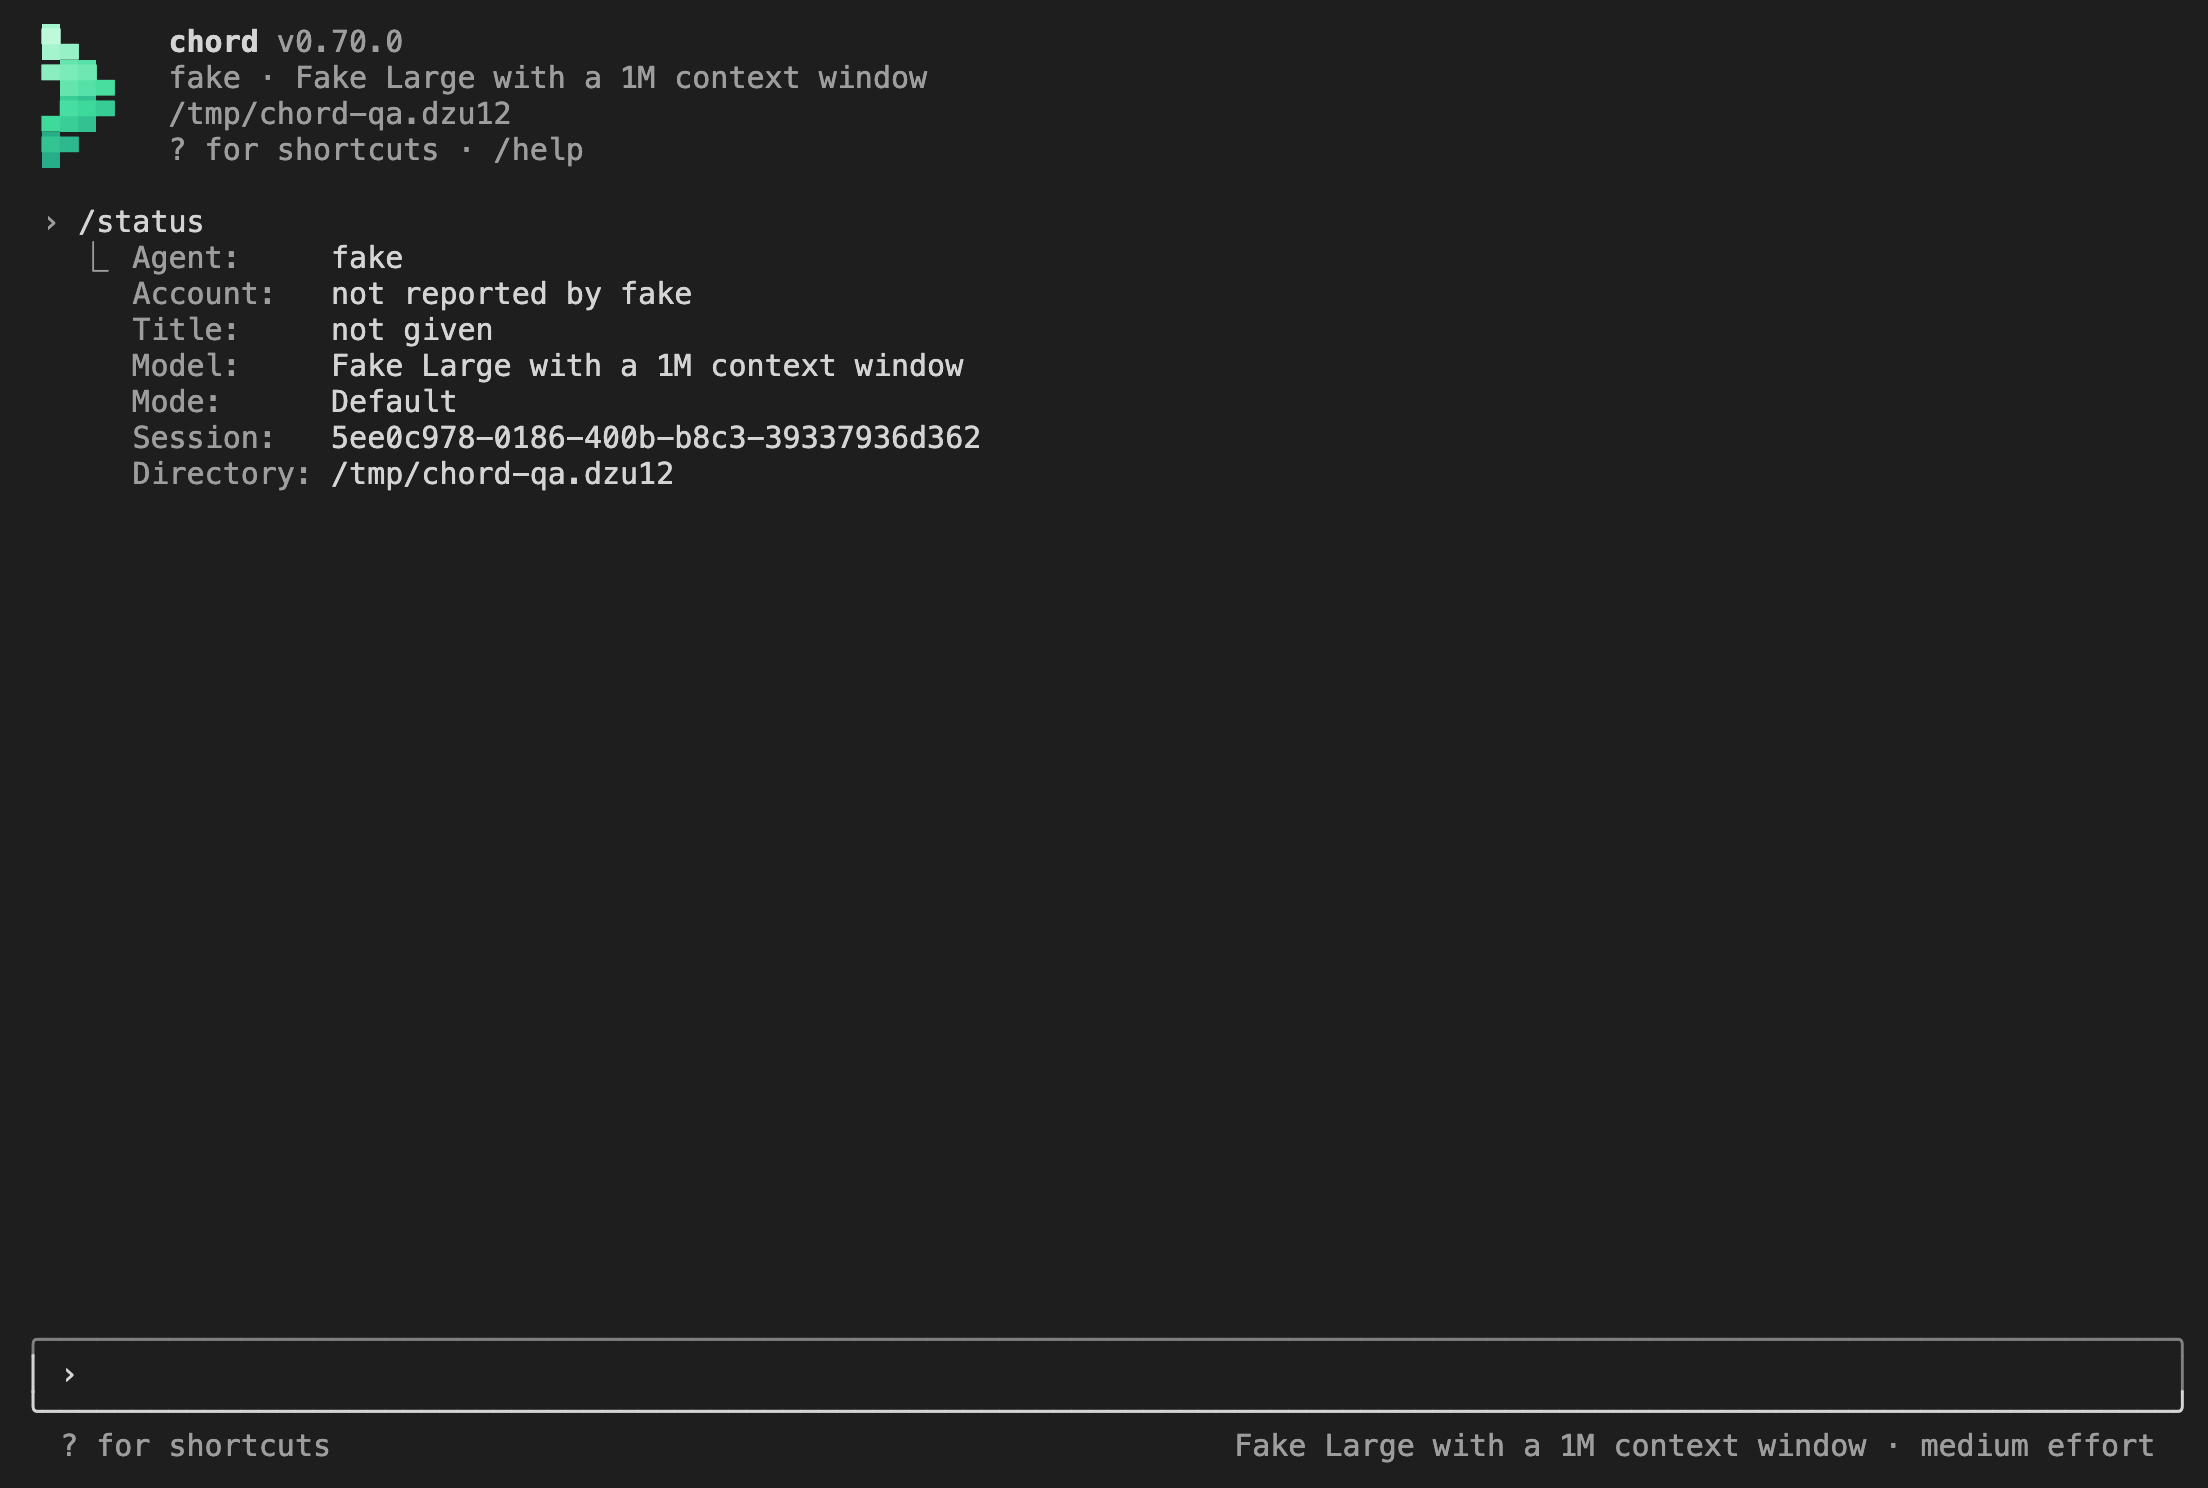 chord v0.70.0
fake · Fake Large with a 1M context window
/tmp/chord-qa.dzu12
? for shortcuts · /help
› /status
Agent: fake
Account: not reported by fake
Title: not given
Model: Fake Large with a 1M context window
Mode: Default
Session: 5ee0c978-0186-400b-b8c3-39337936d362
Directory: /tmp/chord-qa.dzu12
›
? for shortcuts Fake Large with a 1M context window · medium effort